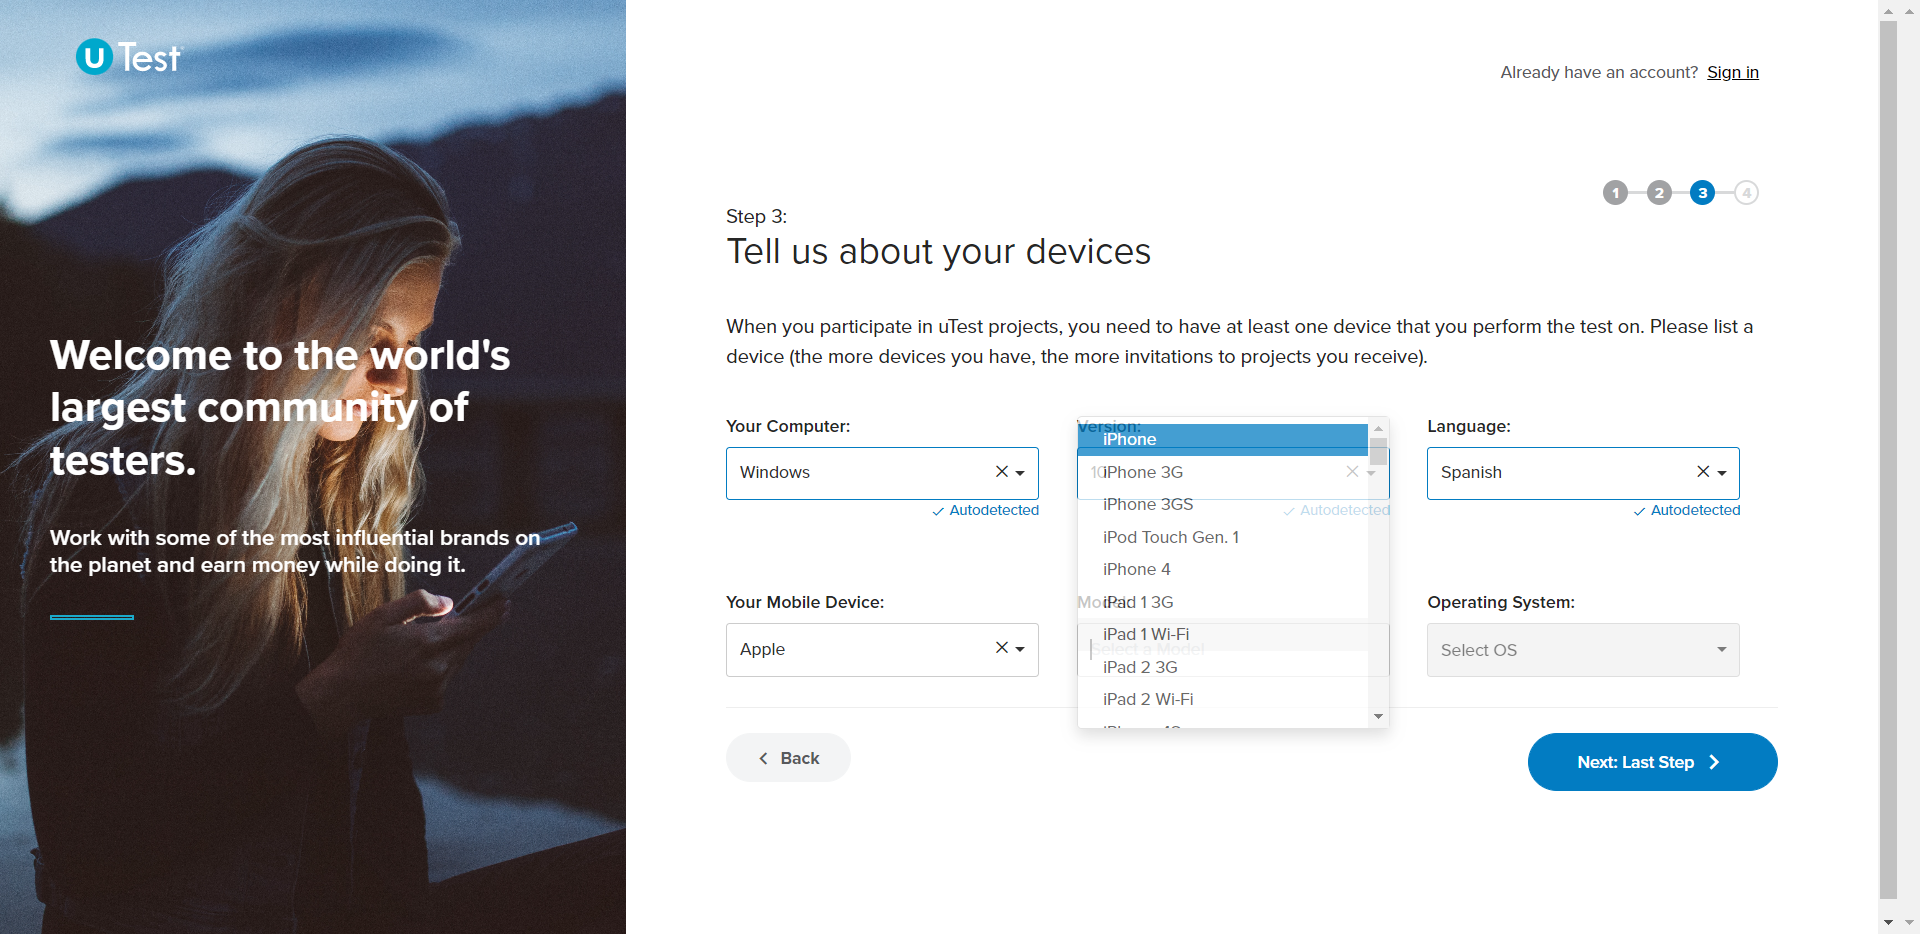 U Test
Already have an account? Sign in
1 2 3 4
Step 3:
Tell us about your devices
Welcome to the world's
largest community of
testers.
Work with some of the most influential brands on
the planet and earn money while doing it.
When you participate in uTest projects, you need to have at least one device that you perform the test on. Please list a
device (the more devices you have, the more invitations to projects you receive).
Your Computer:
Windows
Autodetected
Version:
10
Autodetected
Language:
Spanish
Autodetected
Your Mobile Device:
Apple
Model:
Select a Model
iPhone
iPhone 3G
iPhone 3GS
iPod Touch Gen. 1
iPhone 4
iPad 1 3G
iPad 1 Wi-Fi
iPad 2 3G
iPad 2 Wi-Fi
Operating System:
Select OS
Back
Next: Last Step